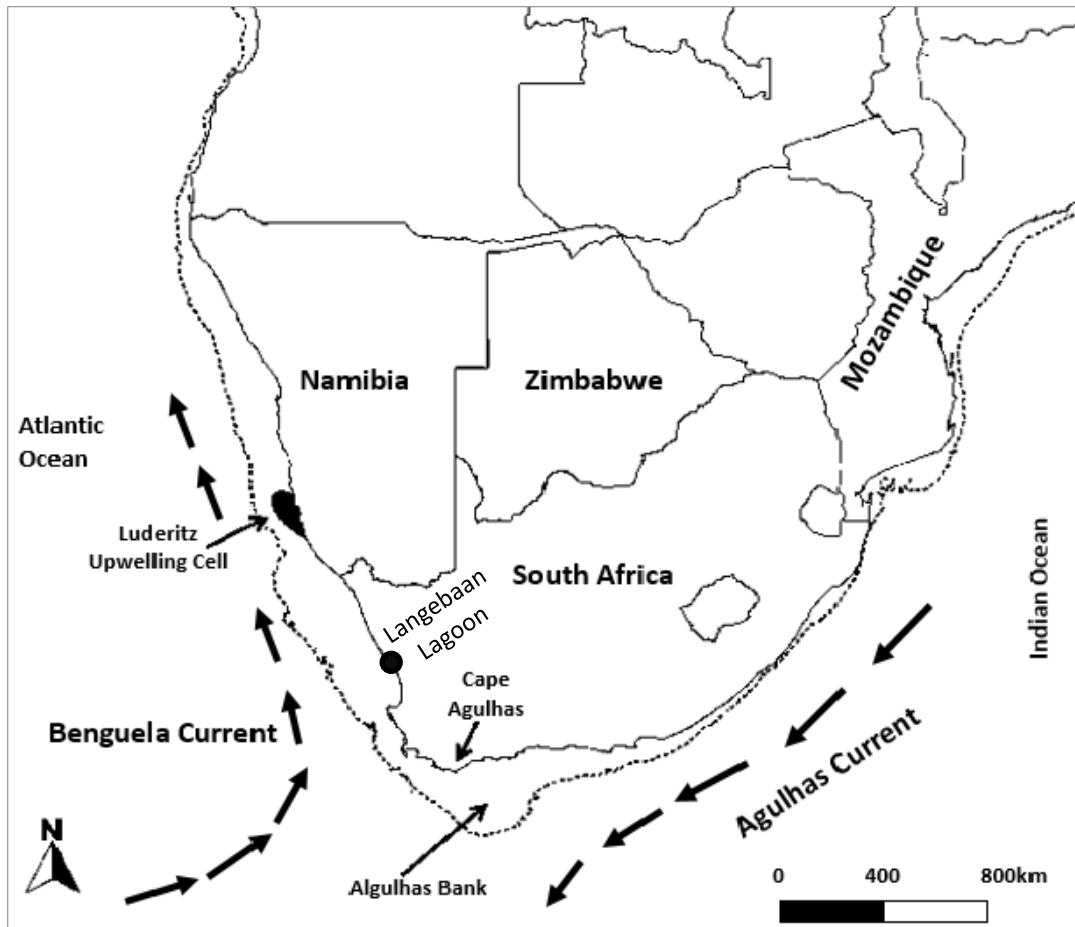 Mozambique
Namibia
Zimbabwe
Atlantic
Ocean
Luderitz
Upwelling Cell
South Africa
Indian Ocean
Langebaan
Lagoon
Cape
Agulhas
Benguela Current
Agulhas Current
N
Algulhas Bank
0 400 800km